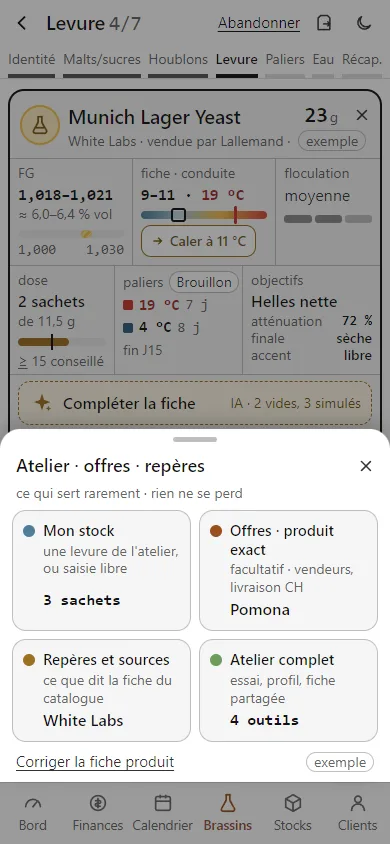 Levure 4/7
Abandonner
Identité Malts/sucres Houblons Levure Paliers Eau Récap.
Munich Lager Yeast 23 g
White Labs · vendue par Lallemand · exemple
FG
1,018–1,021
≈ 6,0–6,4 % vol
1,000 1,030
fiche · conduite
9–11 · 19 °C
→ Caler à 11 °C
floculation
moyenne
dose
2 sachets
de 11,5 g
≥ 15 conseillé
paliers Brouillon
19 °C 7 j
4 °C 8 j
fin J15
objectifs
Helles nette
atténuation 72 %
finale sèche
accent libre
Compléter la fiche IA · 2 vides, 3 simulés
Atelier · offres · repères
ce qui sert rarement · rien ne se perd
Mon stock
une levure de l'atelier,
ou saisie libre
3 sachets
Offres · produit
exact
facultatif · vendeurs,
livraison CH
Pomona
Repères et sources
ce que dit la fiche du
catalogue
White Labs
Atelier complet
essai, profil, fiche
partagée
4 outils
Corriger la fiche produit exemple
Bord Finances Calendrier Brassins Stocks Clients